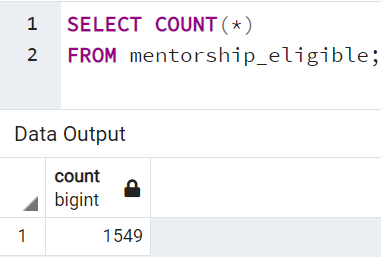 1 SELECT COUNT(*)
2 FROM mentorship_eligible;
Data Output
count
bigint
1 1549